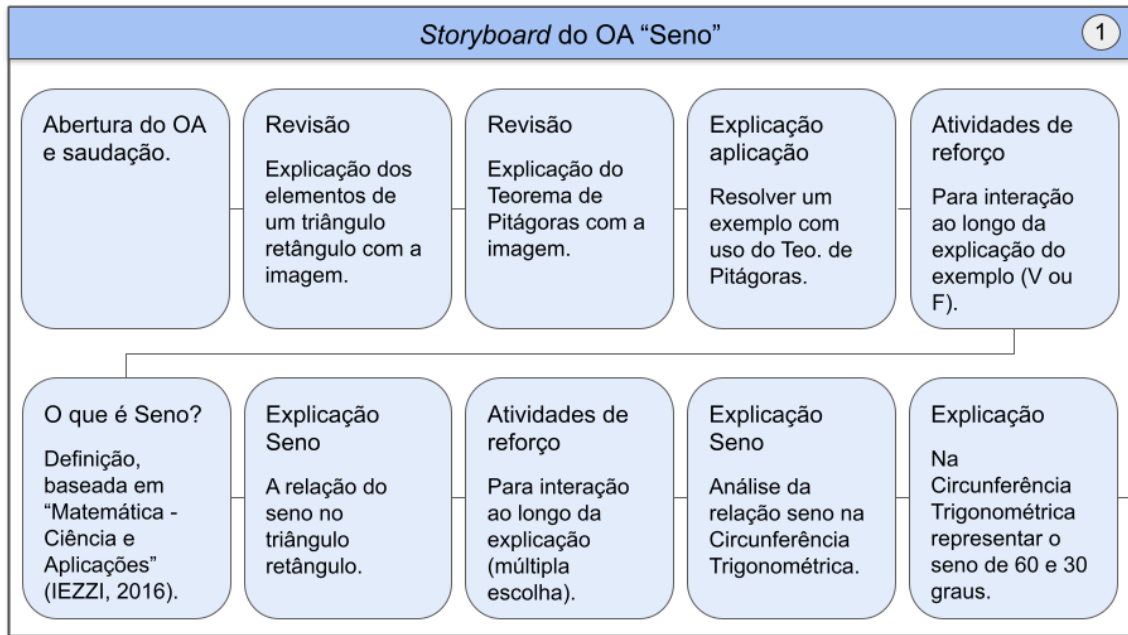 Storyboard do OA “Seno”
1
Abertura do OA
e saudação.
Revisão
Explicação dos
elementos de
um triângulo
retângulo com a
imagem.
Revisão
Explicação do
Teorema de
Pitágoras com a
imagem.
Explicação
aplicação
Resolver um
exemplo com
uso do Teo. de
Pitágoras.
Atividades de
reforço
Para interação
ao longo da
explicação do
exemplo (V ou
F).
O que é Seno?
Definição,
baseada em
“Matemática -
Ciência e
Aplicações”
(IEZZI, 2016).
Explicação
Seno
A relação do
seno no
triângulo
retângulo.
Atividades de
reforço
Para interação
ao longo da
explicação
(múltipla
escolha).
Explicação
Seno
Análise da
relação seno na
Circunferência
Trigonométrica.
Explicação
Na
Circunferência
Trigonométrica
representar o
seno de 60 e 30
graus.